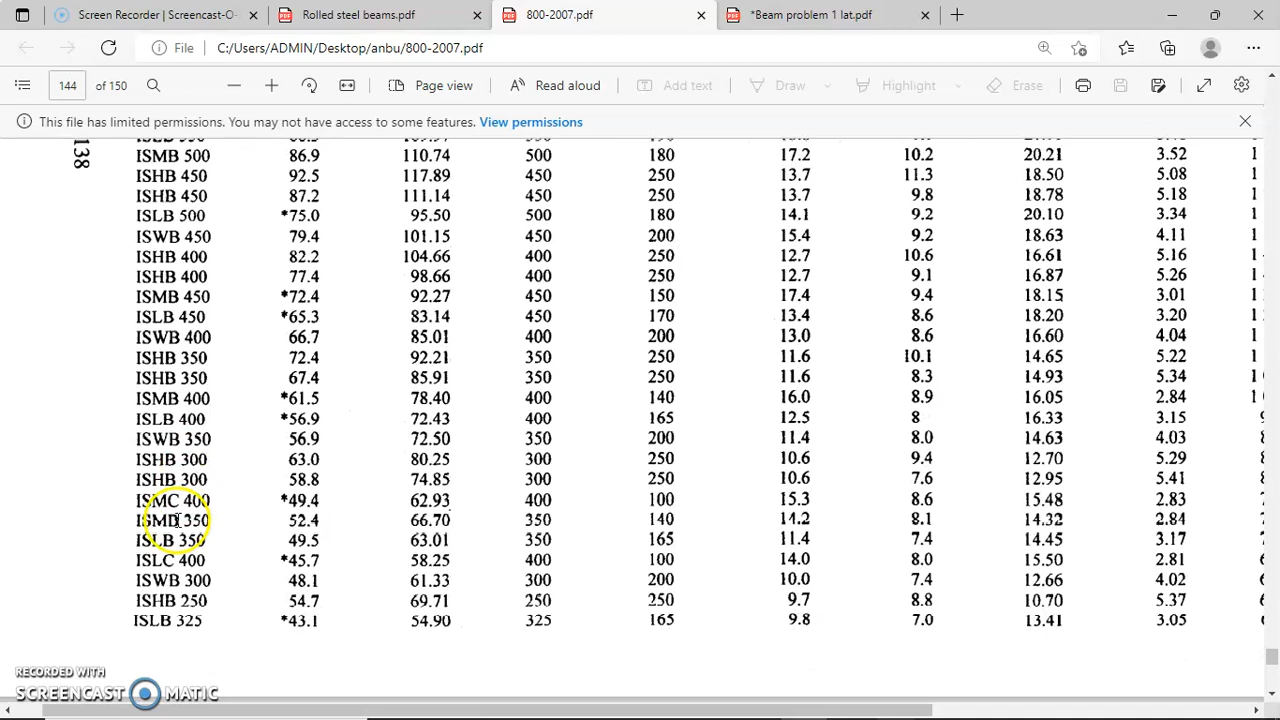 Screen Recorder | Screencast-O-
Rolled steel beams.pdf
800-2007.pdf
*Beam problem 1 lat.pdf
File C:/Users/ADMIN/Desktop/anbu/800-2007.pdf
144 of 150 Page view Read aloud Add text Draw Highlight Erase
This file has limited permissions. You may not have access to some features. View permissions
138
ISMB 500 86.9 110.74 500 180 17.2 10.2 20.21 3.52 1
ISHB 450 92.5 117.89 450 250 13.7 11.3 18.50 5.08 1
ISHB 450 87.2 111.14 450 250 13.7 9.8 18.78 5.18 1
ISLB 500 *75.0 95.50 500 180 14.1 9.2 20.10 3.34 1
ISWB 450 79.4 101.15 450 200 15.4 9.2 18.63 4.11 1
ISHB 400 82.2 104.66 400 250 12.7 10.6 16.61 5.16 1
ISHB 400 77.4 98.66 400 250 12.7 9.1 16.87 5.26 1
ISMB 450 *72.4 92.27 450 150 17.4 9.4 18.15 3.01 1
ISLB 450 *65.3 83.14 450 170 13.4 8.6 18.20 3.20 1
ISWB 400 66.7 85.01 400 200 13.0 8.6 16.60 4.04 1
ISHB 350 72.4 92.21 350 250 11.6 10.1 14.65 5.22 1
ISHB 350 67.4 85.91 350 250 11.6 8.3 14.93 5.34 1
ISMB 400 *61.5 78.40 400 140 16.0 8.9 16.05 2.84 1
ISLB 400 *56.9 72.43 400 165 12.5 8 16.33 3.15
ISWB 350 56.9 72.50 350 200 11.4 8.0 14.63 4.03
ISHB 300 63.0 80.25 300 250 10.6 9.4 12.70 5.29
ISHB 300 58.8 74.85 300 250 10.6 7.6 12.95 5.41
ISMC 400 *49.4 62.93 400 100 15.3 8.6 15.48 2.83
ISMB 350 52.4 66.70 350 140 14.2 8.1 14.32 2.84
ISLB 350 49.5 63.01 350 165 11.4 7.4 14.45 3.17
ISLC 400 *45.7 58.25 400 100 14.0 8.0 15.50 2.81
ISWB 300 48.1 61.33 300 200 10.0 7.4 12.66 4.02
ISHB 250 54.7 69.71 250 250 9.7 8.8 10.70 5.37
ISLB 325 *43.1 54.90 325 165 9.8 7.0 13.41 3.05
RECORDED WITH
SCREENCAST MATIC